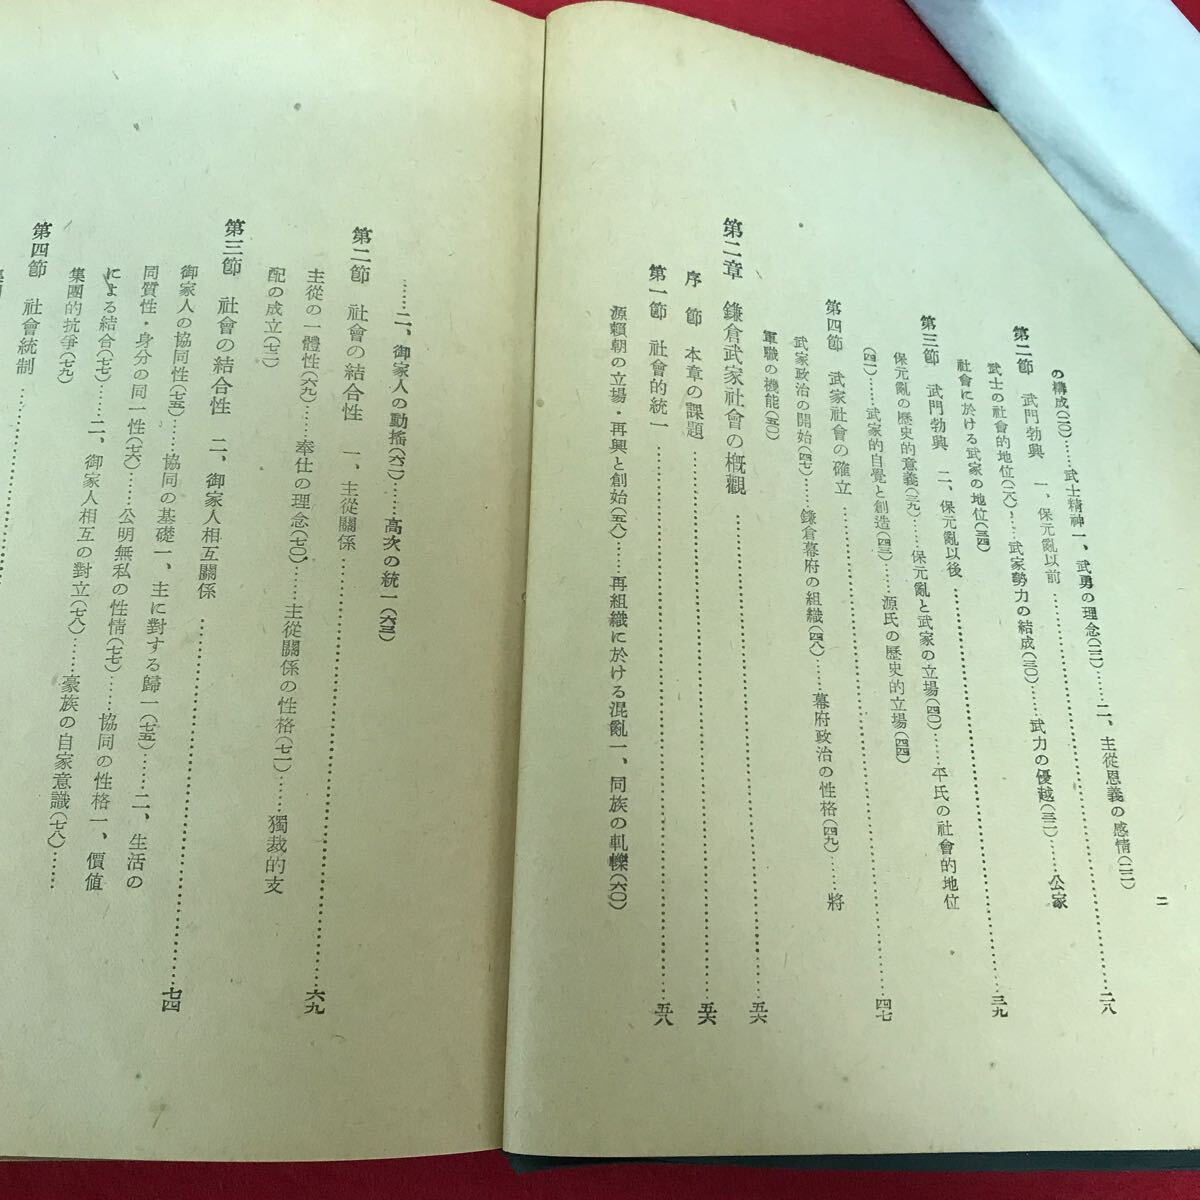 二
の構成(二〇)……武士精神一、武勇の理念(二二)……二、主從恩義の感情(二二)
第二節　武門勃興　一、保元亂以前…………二八
武士の社會的地位(二八)……武家勢力の結成(三〇)……武力の優越(三二)……公家
社會に於ける武家の地位(三四)
第三節　武門勃興　二、保元亂以後…………三九
保元亂の歷史的意義(三九)……保元亂と武家の立場(四〇)……平氏の社會的地位
(四一)……武家的自覺と創造(四三)……源氏の歷史的立場(四四)
第四節　武家社會の確立…………四七
武家政治の開始(四七)……鎌倉幕府の組織(四八)……幕府政治の性格(四九)……將
軍職の機能(五〇)
第二章　鎌倉武家社會の槪觀…………五六
序　節　本章の課題…………五六
第一節　社會的統一…………五八
源賴朝の立場・再興と創始(五八)……再組織に於ける混亂一、同族の軋轢(六〇)
……二、御家人の動搖(六二)……高次の統一(六三)
第二節　社會の結合性　一、主從關係…………六九
主從の一體性(六九)……奉仕の理念(七〇)……主從關係の性格(七一)……獨裁的支
配の成立(七二)
第三節　社會の結合性　二、御家人相互關係…………七四
御家人の協同性(七五)……協同の基礎一、主に對する歸一(七五)……二、生活の
同質性・身分の同一性(七六)……公明無私の性情(七七)……協同の性格一、價値
による結合(七七)……二、御家人相互の對立(七八)……豪族の自家意識(七八)……
集團的抗爭(七九)
第四節　社會統制…………